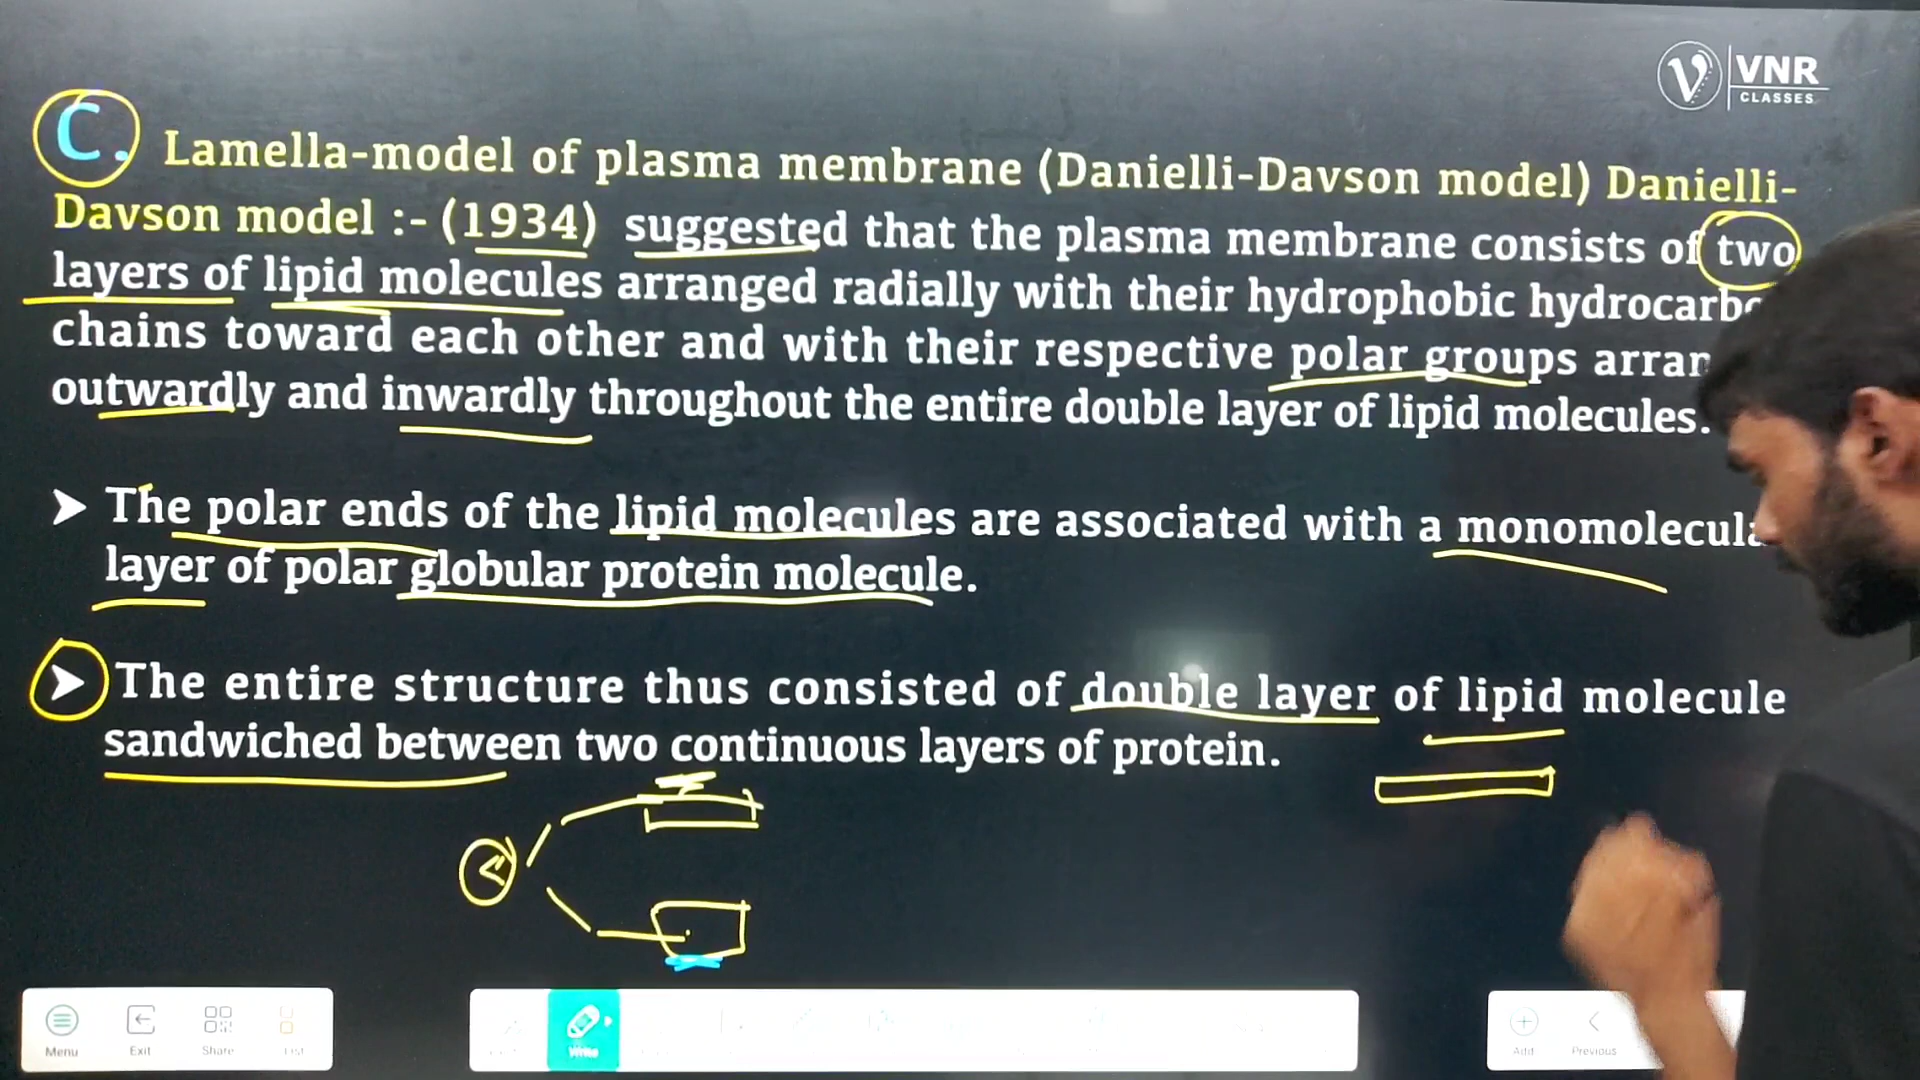 VNR
CLASSES
C. Lamella-model of plasma membrane (Danielli-Davson model) Danielli-
Davson model :- (1934) suggested that the plasma membrane consists of two
layers of lipid molecules arranged radially with their hydrophobic
chains toward each other and with their respective polar groups
outwardly and inwardly throughout the entire double layer of lipid molecules.
➤ The polar ends of the lipid molecules are associated with a
layer of polar globular protein molecule.
➤ The entire structure thus consisted of double layer of lipid molecule
sandwiched between two continuous layers of protein.
Menu Exit Share List Write Add Previous